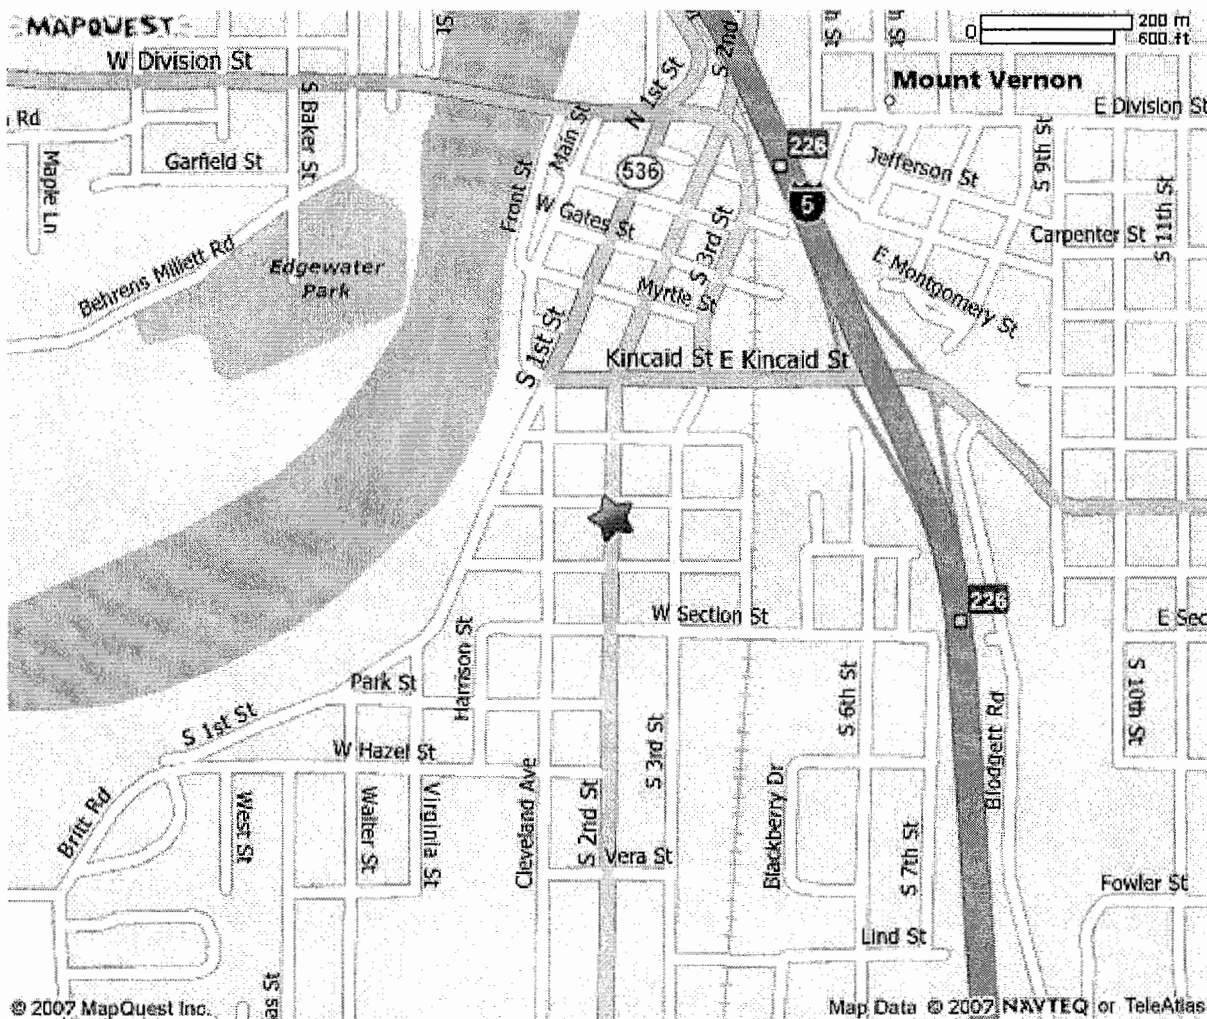 MAPQUEST
200 m
0
600 ft
S 2nd
W Division St
Mount Vernon
N 1st St
S Baker St
E Division St
Rd
Main St
226
Garfield St
536
Jefferson St
S 9th St
Maple Ln
Front St
5
S 11th St
W Gates St
Carpenter St
S 3rd St
Behrens Millett Rd
Edgewater
Park
E Montgomery St
Myrtle St
S 1st St
Kincaid St
E Kincaid St
226
W Section St
E Sec
Harrison St
Park St
S 6th St
S 10th St
S 1st St
W Hazel St
S 3rd St
Blodgett Rd
Britt Rd
West St
Walter St
Virginia St
Cleveland Ave
S 2nd St
Blackberry Dr
Vera St
S 7th St
Fowler St
Lind St
as St
© 2007 MapQuest Inc.
Map Data © 2007 NAVTEQ or TeleAtlas